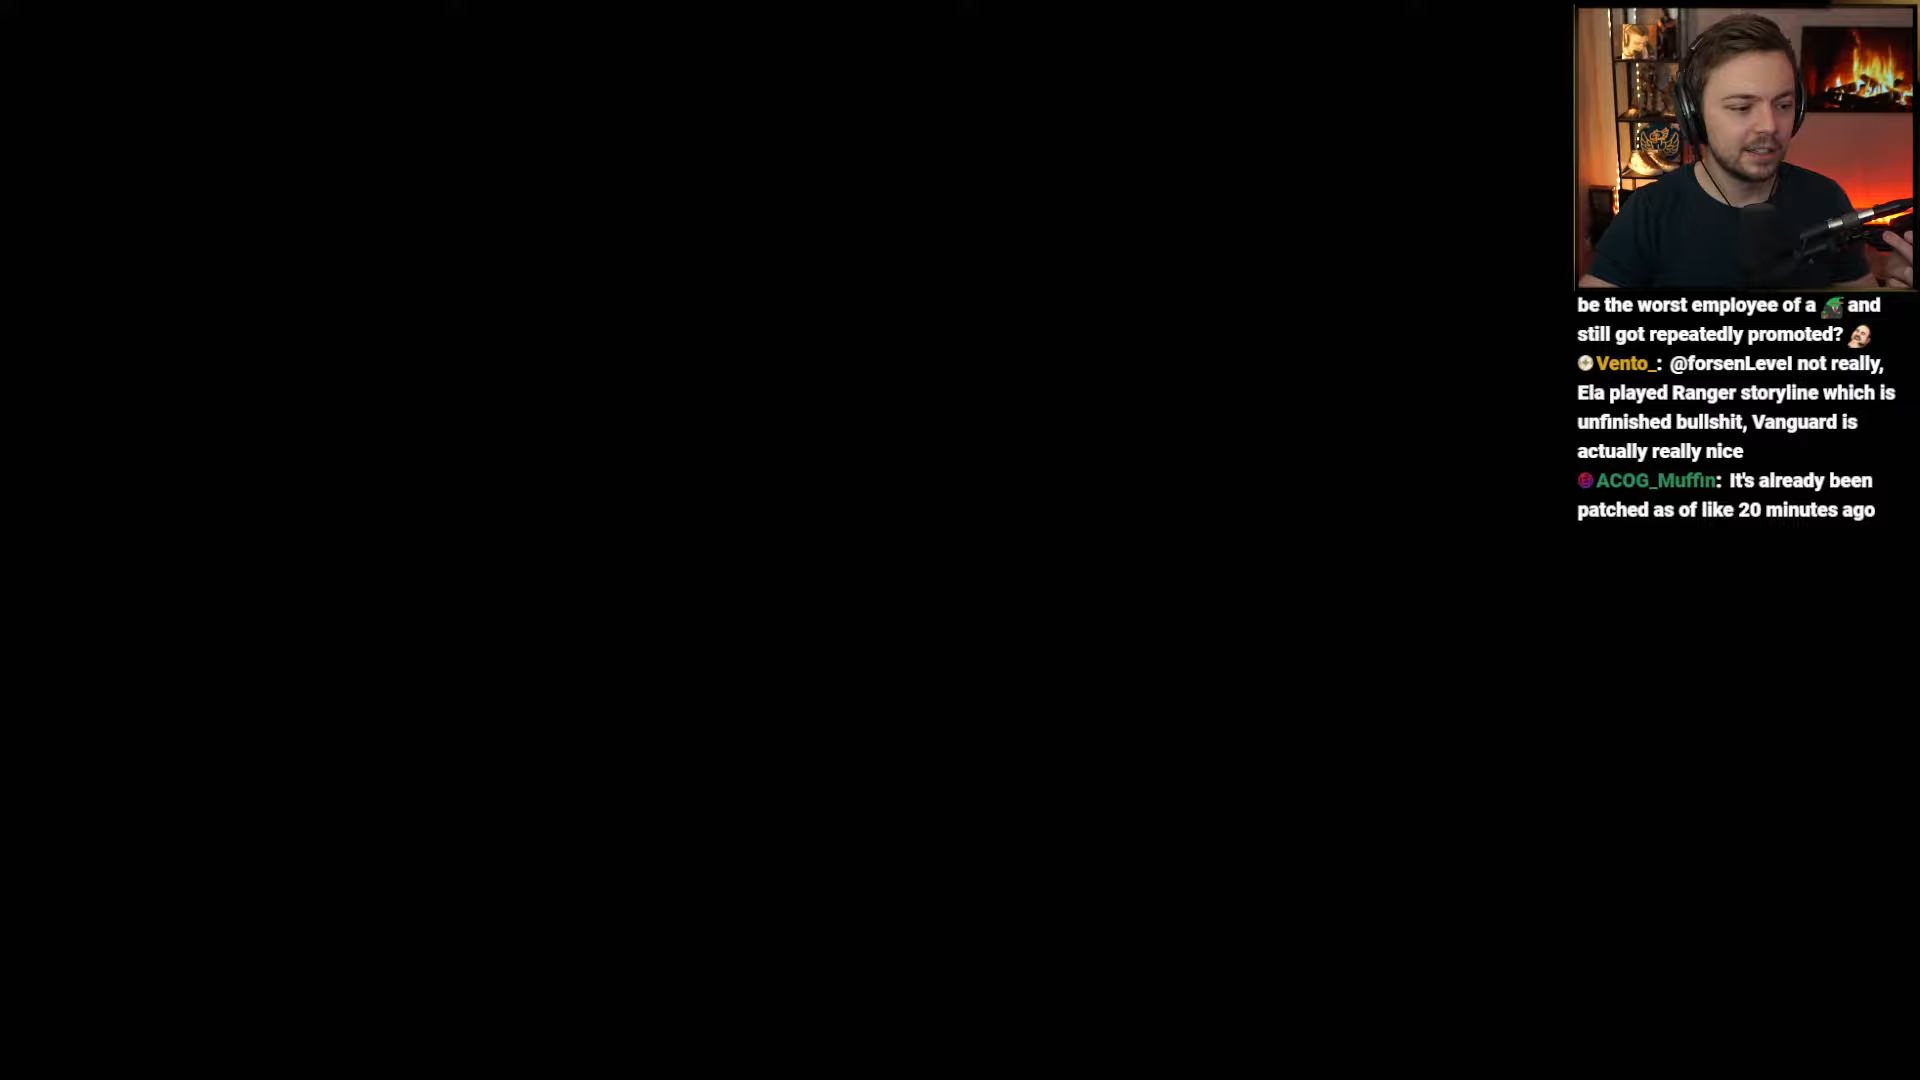 be the worst employee of a and
still got repeatedly promoted?
Vento_: @forsenLevel not really,
Ela played Ranger storyline which is
unfinished bullshit, Vanguard is
actually really nice
ACOG_Muffin: It's already been
patched as of like 20 minutes ago